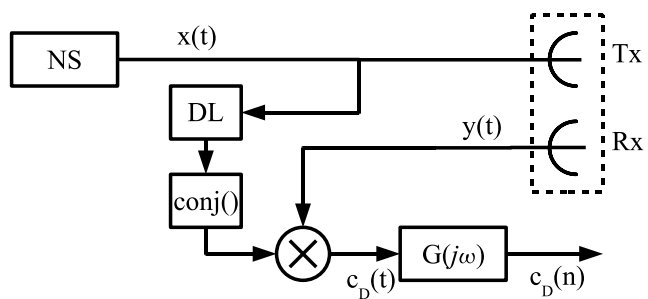 NS
x(t)
Tx
DL
y(t)
Rx
conj()
G(jω)
c_D(t)
c_D(n)